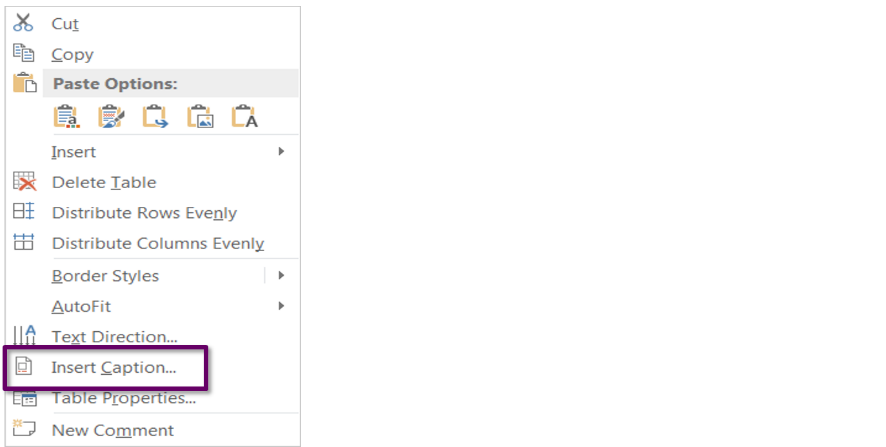 Cut
Copy
Paste Options:
Insert
Delete Table
Distribute Rows Evenly
Distribute Columns Evenly
Border Styles
AutoFit
Text Direction...
Insert Caption...
Table Properties...
New Comment